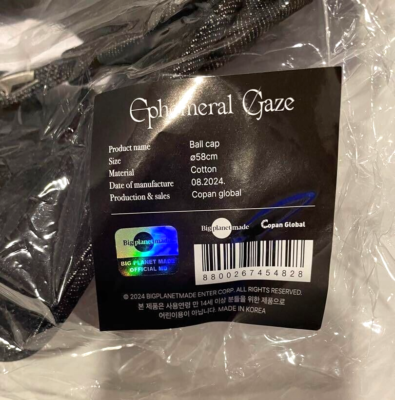 Ephemeral Gaze
Product name Ball cap
Size ø58cm
Material Cotton
Date of manufacture 08.2024.
Production & sales Copan global
Bigplanetmade
BIG PLANET MADE
OFFICIAL MD
Bigplanetmade Copan Global
8800267454828
© 2024 BIGPLANETMADE ENTER CORP. ALL RIGHTS RESERVED.
본 제품은 사용연령 만 14세 이상 분들을 위한 제품으로
어린이용이 아닙니다. MADE IN KOREA